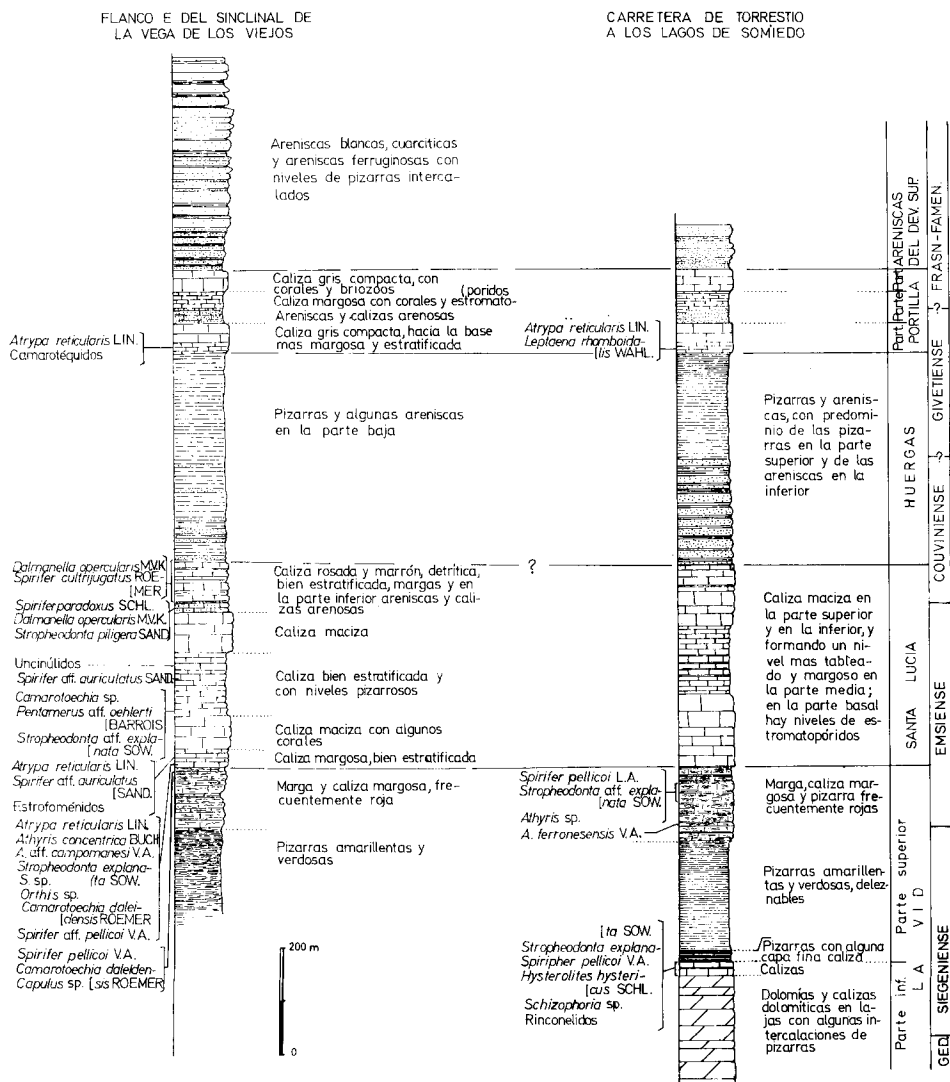 FLANCO E DEL SINCLINAL DE
LA VEGA DE LOS VIEJOS
Areniscas blancas, cuarcíticas
y areniscas ferruginosas con
niveles de pizarras interca-
lados
Caliza gris compacta, con
corales y briozoos (poridos
Caliza margosa con corales y estromato-
Areniscas y calizas arenosas
Caliza gris compacta, hacia la base
mas margosa y estratificada
Pizarras y algunas areniscas
en la parte baja
Caliza rosada y marrón, detrítica,
bien estratificada, margas y en
la parte inferior areniscas y cali
zas arenosas
Caliza maciza
Caliza bien estratificada y
con niveles pizarrosos
Caliza maciza con algunos
corales
Caliza margosa, bien estratificada
Marga y caliza margosa, fre-
cuentemente roja
Pizarras amarillentas y
verdosas
Atrypa reticularis LIN.
Camarotéquidos
Dalmanella opercularis M.V.K
Spirifer cultrijugatus ROE-
[MER
Spirifer paradoxus SCHL.
Dalmanella opercularis M.V.K.
Stropheodonta piligera SAND
Uncinúlidos
Spirifer aff. auriculatus SAND
Camarotoechia sp.
Pentamerus aff. oehlerti
[BARROIS
Stropheodonta aff. expla-
[nata SOW.
Atrypa reticularis LIN.
Spirifer aff. auriculatus
[SAND.
Estrofoménidos
Atrypa reticularis LIN.
Athyris concentrica BUCH
A. aff. campomanesi V.A.
Stropheodonta explana-
S. sp. (ta SOW.
Orthis sp.
Camarotoechia dalei-
[densis ROEMER
Spirifer aff. pellicoi V.A.
Spirifer pellicoi V.A.
Camarotoechia daleiden-
Capulus sp. [sis ROEMER
200 m
0
?
CARRETERA DE TORRESTIO
A LOS LAGOS DE SOMIEDO
Atrypa reticularis LIN.
Leptaena rhomboida-
[lis WAHL.
Spirifer pellicoi L.A.
Stropheodonta aff. expla-
[nata SOW.
Athyris sp.
A. ferronesensis V.A.
[ta SOW.
Stropheodonta explana-
Spiripher pellicoi V.A.
Hysterolites hysteri-
[cus SCHL.
Schizophoria sp.
Rinconelidos
Pizarras y arenis-
cas, con predomi-
nio de las piza-
rras en la parte
superior y de las
areniscas en la
inferior
Caliza maciza en
la parte superior
y en la inferior, y
formando un ni-
vel mas tablea-
do y margoso en
la parte media;
en la parte basal
hay niveles de es-
tromatopóridos
Marga, caliza mar-
gosa y pizarra fre-
cuentemente rojas
Pizarras amarillen-
tas y verdosas, delez-
nables
Pizarras con alguna
capa fina caliza
Calizas
Dolomías y calizas
dolomíticas en la-
jas con algunas in-
tercalaciones de
pizarras
ARENISCAS
DEL DEV. SUP.
Part. Parte Part.
PORTILLA
HUERGAS
SANTA LUCIA
Parte superior
Parte inf.
LA VID
FRASN-FAMEN.
?
GIVETIENSE
?
COUVINIENSE
EMSIENSE
SIEGENIENSE
GED.